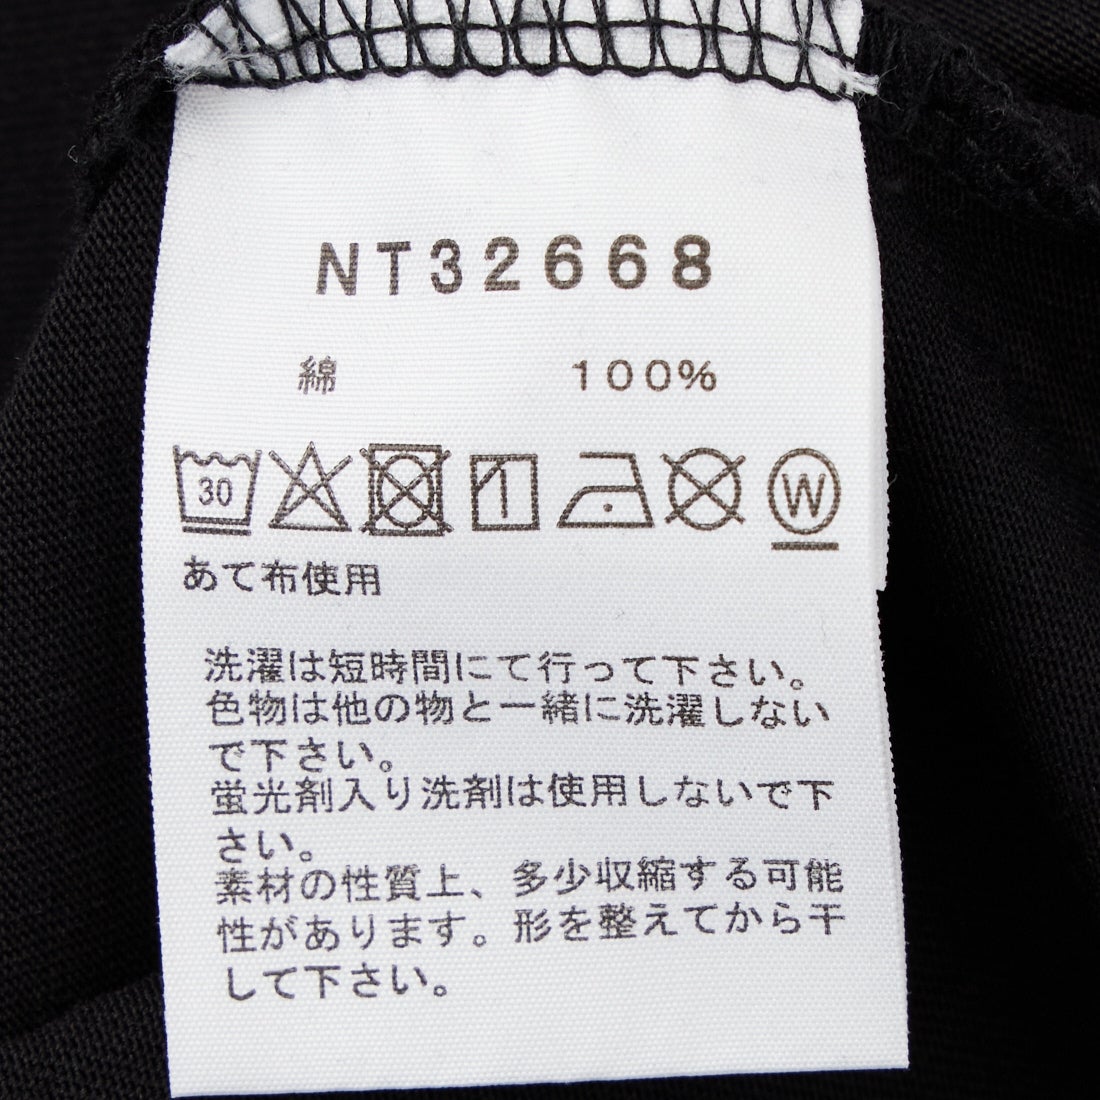 NT32668
綿 100%
30 W
あて布使用
洗濯は短時間にて行って下さい。
色物は他の物と一緒に洗濯しない
で下さい。
蛍光剤入り洗剤は使用しないで下
さい。
素材の性質上、多少収縮する可能
性があります。形を整えてから干
して下さい。